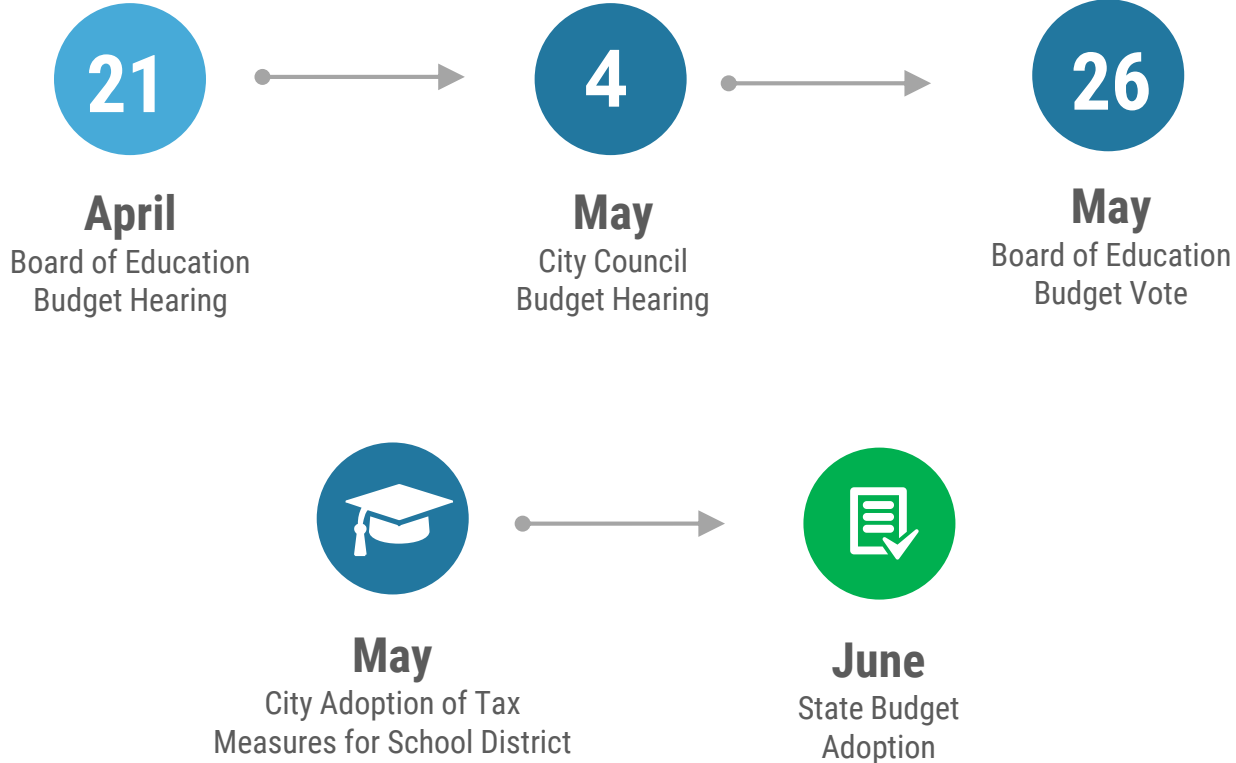 21
April
Board of Education
Budget Hearing
4
May
City Council
Budget Hearing
26
May
Board of Education
Budget Vote
May
City Adoption of Tax
Measures for School District
June
State Budget
Adoption